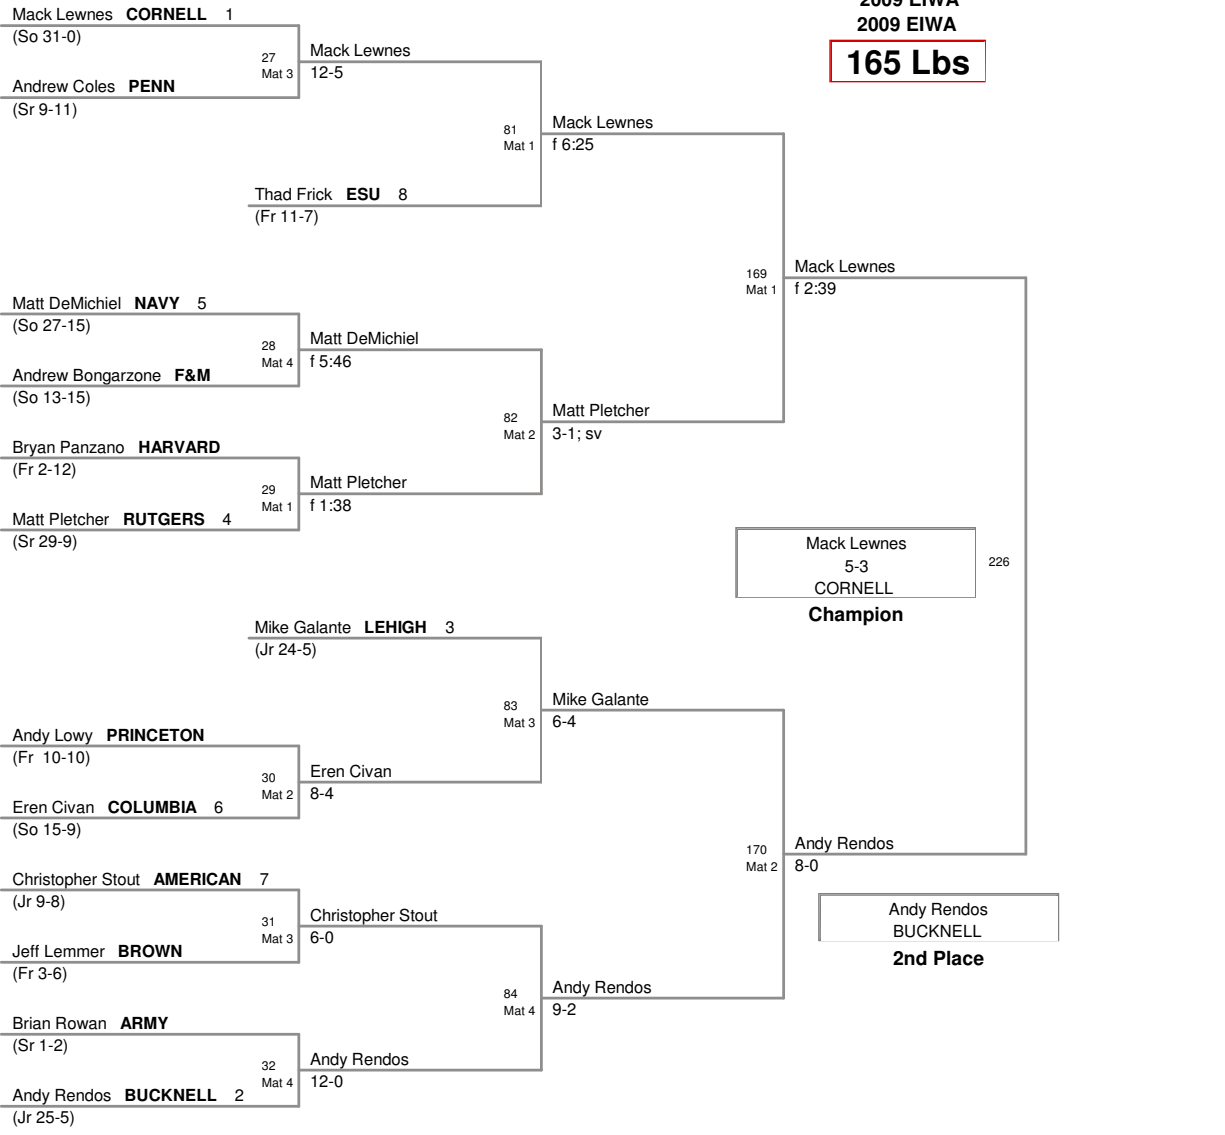 2009 EIWA
2009 EIWA
165 Lbs
Mack Lewnes CORNELL 1
(So 31-0)
27
Mat 3
Mack Lewnes
12-5
Andrew Coles PENN
(Sr 9-11)
81
Mat 1
Mack Lewnes
f 6:25
Thad Frick ESU 8
(Fr 11-7)
169
Mat 1
Mack Lewnes
f 2:39
Matt DeMichiel NAVY 5
(So 27-15)
28
Mat 4
Matt DeMichiel
f 5:46
Andrew Bongarzone F&M
(So 13-15)
82
Mat 2
Matt Pletcher
3-1; sv
Bryan Panzano HARVARD
(Fr 2-12)
29
Mat 1
Matt Pletcher
f 1:38
Matt Pletcher RUTGERS 4
(Sr 29-9)
Mack Lewnes
5-3
CORNELL
Champion
226
Mike Galante LEHIGH 3
(Jr 24-5)
83
Mat 3
Mike Galante
6-4
Andy Lowy PRINCETON
(Fr 10-10)
30
Mat 2
Eren Civan
8-4
Eren Civan COLUMBIA 6
(So 15-9)
170
Mat 2
Andy Rendos
8-0
Christopher Stout AMERICAN 7
(Jr 9-8)
31
Mat 3
Christopher Stout
6-0
Jeff Lemmer BROWN
(Fr 3-6)
Andy Rendos
BUCKNELL
2nd Place
84
Mat 4
Andy Rendos
9-2
Brian Rowan ARMY
(Sr 1-2)
32
Mat 4
Andy Rendos
12-0
Andy Rendos BUCKNELL 2
(Jr 25-5)